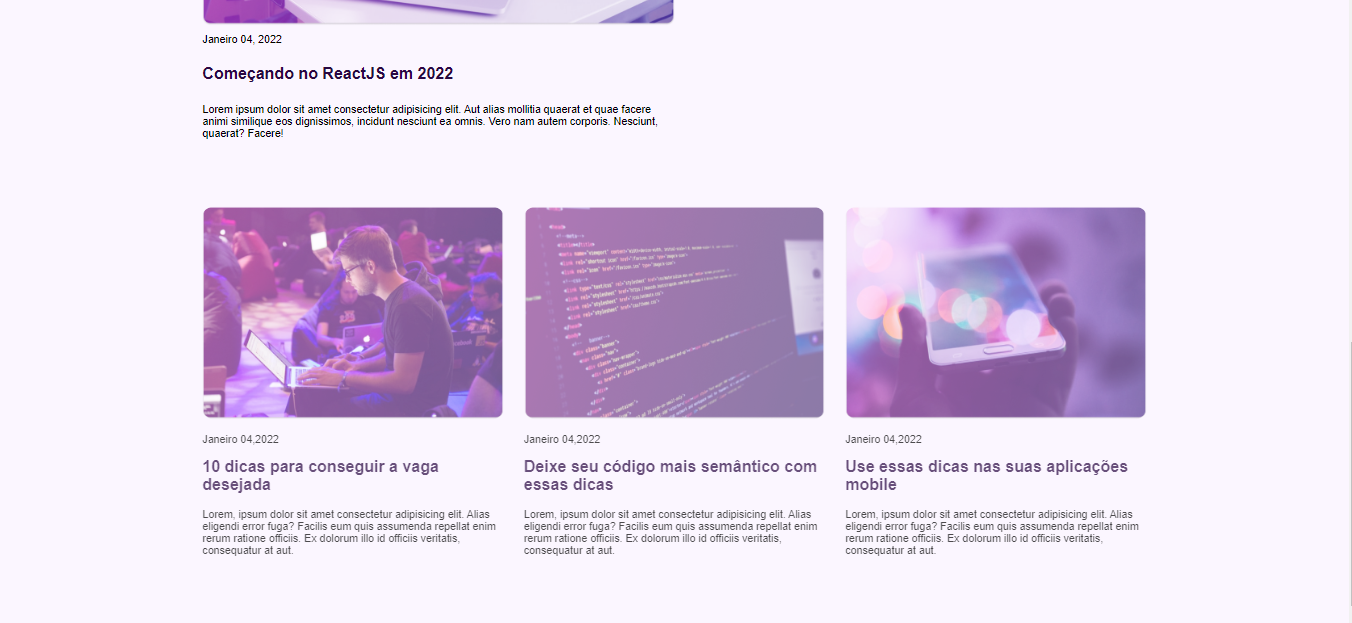 Janeiro 04, 2022
Começando no ReactJS em 2022
Lorem ipsum dolor sit amet consectetur adipisicing elit. Aut alias mollitia quaerat et quae facere
animi similique eos dignissimos, incidunt nesciunt ea omnis. Vero nam autem corporis. Nesciunt,
quaerat? Facere!
Janeiro 04,2022
10 dicas para conseguir a vaga
desejada
Lorem, ipsum dolor sit amet consectetur adipisicing elit. Alias
eligendi error fuga? Facilis eum quis assumenda repellat enim
rerum ratione officiis. Ex dolorum illo id officiis veritatis,
consequatur at aut.
Janeiro 04,2022
Deixe seu código mais semântico com
essas dicas
Lorem, ipsum dolor sit amet consectetur adipisicing elit. Alias
eligendi error fuga? Facilis eum quis assumenda repellat enim
rerum ratione officiis. Ex dolorum illo id officiis veritatis,
consequatur at aut.
Janeiro 04,2022
Use essas dicas nas suas aplicações
mobile
Lorem, ipsum dolor sit amet consectetur adipisicing elit. Alias
eligendi error fuga? Facilis eum quis assumenda repellat enim
rerum ratione officiis. Ex dolorum illo id officiis veritatis,
consequatur at aut.